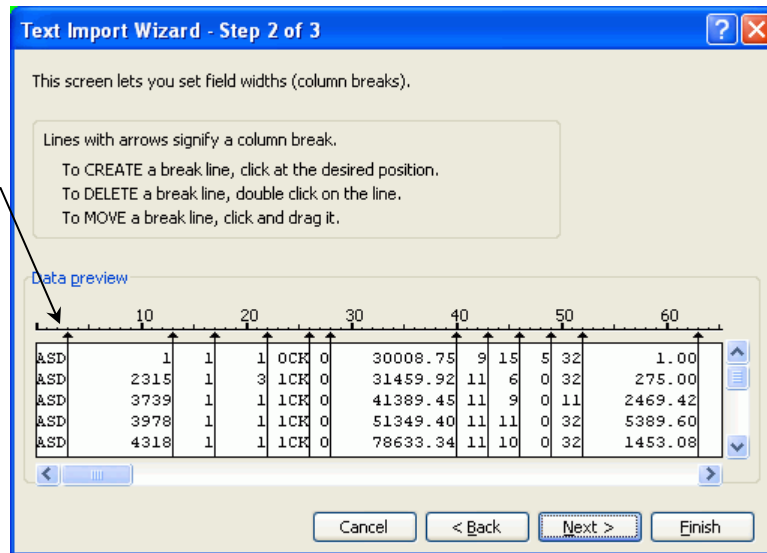 Text Import Wizard - Step 2 of 3
This screen lets you set field widths (column breaks).
Lines with arrows signify a column break.
To CREATE a break line, click at the desired position.
To DELETE a break line, double click on the line.
To MOVE a break line, click and drag it.
Data preview
10 20 30 40 50 60
ASD 1 1 1 0CK 0 30008.75 9 15 5 32 1.00
ASD 2315 1 3 1CK 0 31459.92 11 6 0 32 275.00
ASD 3739 1 1 1CK 0 41389.45 11 9 0 11 2469.42
ASD 3978 1 1 1CK 0 51349.40 11 11 0 32 5389.60
ASD 4318 1 1 1CK 0 78633.34 11 10 0 32 1453.08
Cancel < Back Next > Finish